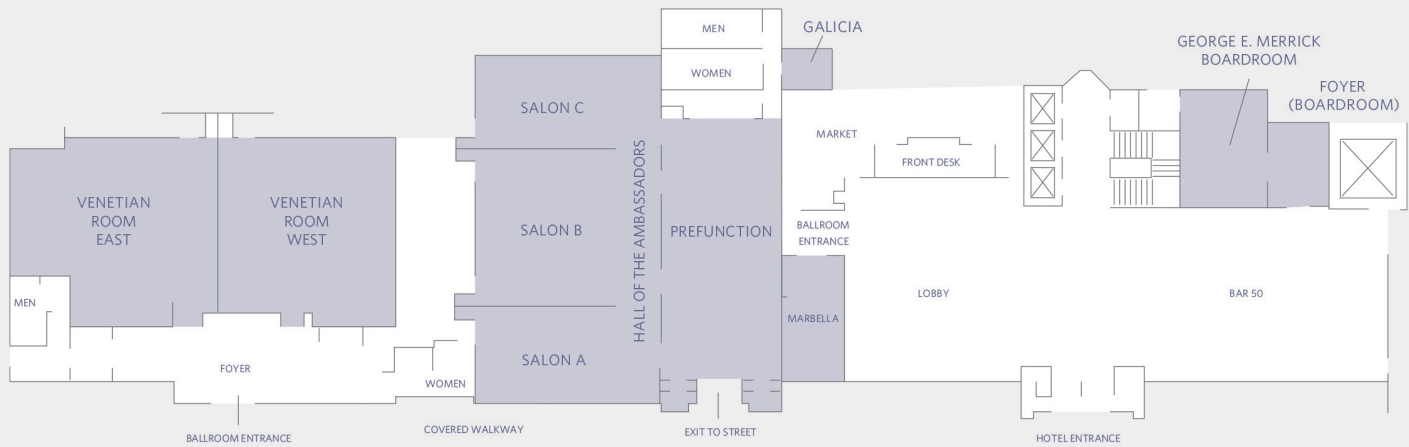 MEN
GALICIA
GEORGE E. MERRICK
BOARDROOM
FOYER
(BOARDROOM)
WOMEN
SALON C
MARKET
FRONT DESK
VENETIAN
ROOM
EAST
VENETIAN
ROOM
WEST
SALON B
HALL OF THE AMBASSADORS
PREFUNCTION
BALLROOM
ENTRANCE
MEN
LOBBY
BAR 50
MARBELLA
FOYER
SALON A
WOMEN
BALLROOM ENTRANCE
COVERED WALKWAY
EXIT TO STREET
HOTEL ENTRANCE